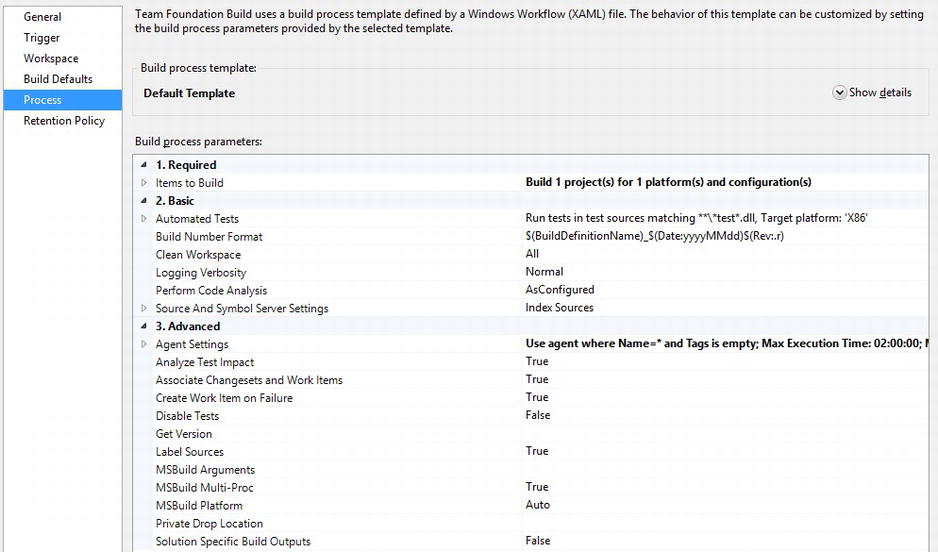 General
Trigger
Workspace
Build Defaults
Process
Retention Policy
Team Foundation Build uses a build process template defined by a Windows Workflow (XAML) file. The behavior of this template can be customized by setting
the build process parameters provided by the selected template.
Build process template:
Default Template
Show details
Build process parameters:
1. Required
Items to Build Build 1 project(s) for 1 platform(s) and configuration(s)
2. Basic
Automated Tests Run tests in test sources matching **\*test*.dll, Target platform: 'X86'
Build Number Format $(BuildDefinitionName)_$(Date:yyyyMMdd)$(Rev:.r)
Clean Workspace All
Logging Verbosity Normal
Perform Code Analysis AsConfigured
Source And Symbol Server Settings Index Sources
3. Advanced
Agent Settings Use agent where Name=* and Tags is empty; Max Execution Time: 02:00:00;
Analyze Test Impact True
Associate Changesets and Work Items True
Create Work Item on Failure True
Disable Tests False
Get Version
Label Sources True
MSBuild Arguments
MSBuild Multi-Proc True
MSBuild Platform Auto
Private Drop Location
Solution Specific Build Outputs False